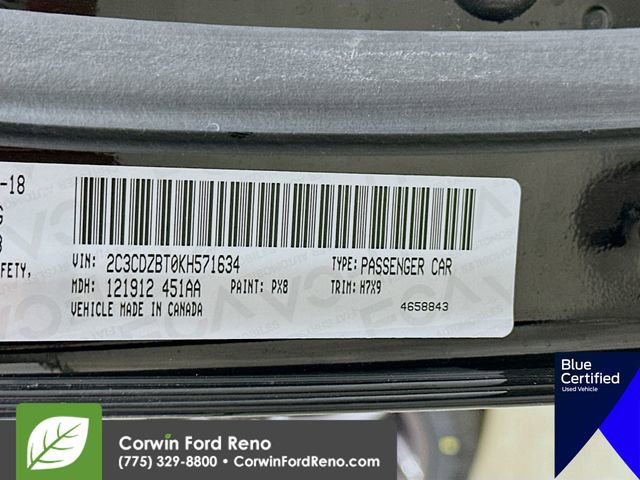 -18
FETY,
VIN: 2C3CDZBT0KH571634 TYPE: PASSENGER CAR
MDH: 121912 451AA PAINT: PX8 TRIM: H7X9
VEHICLE MADE IN CANADA 4658843
Blue
Certified
Used Vehicle
Corwin Ford Reno
(775) 329-8800 • CorwinFordReno.com